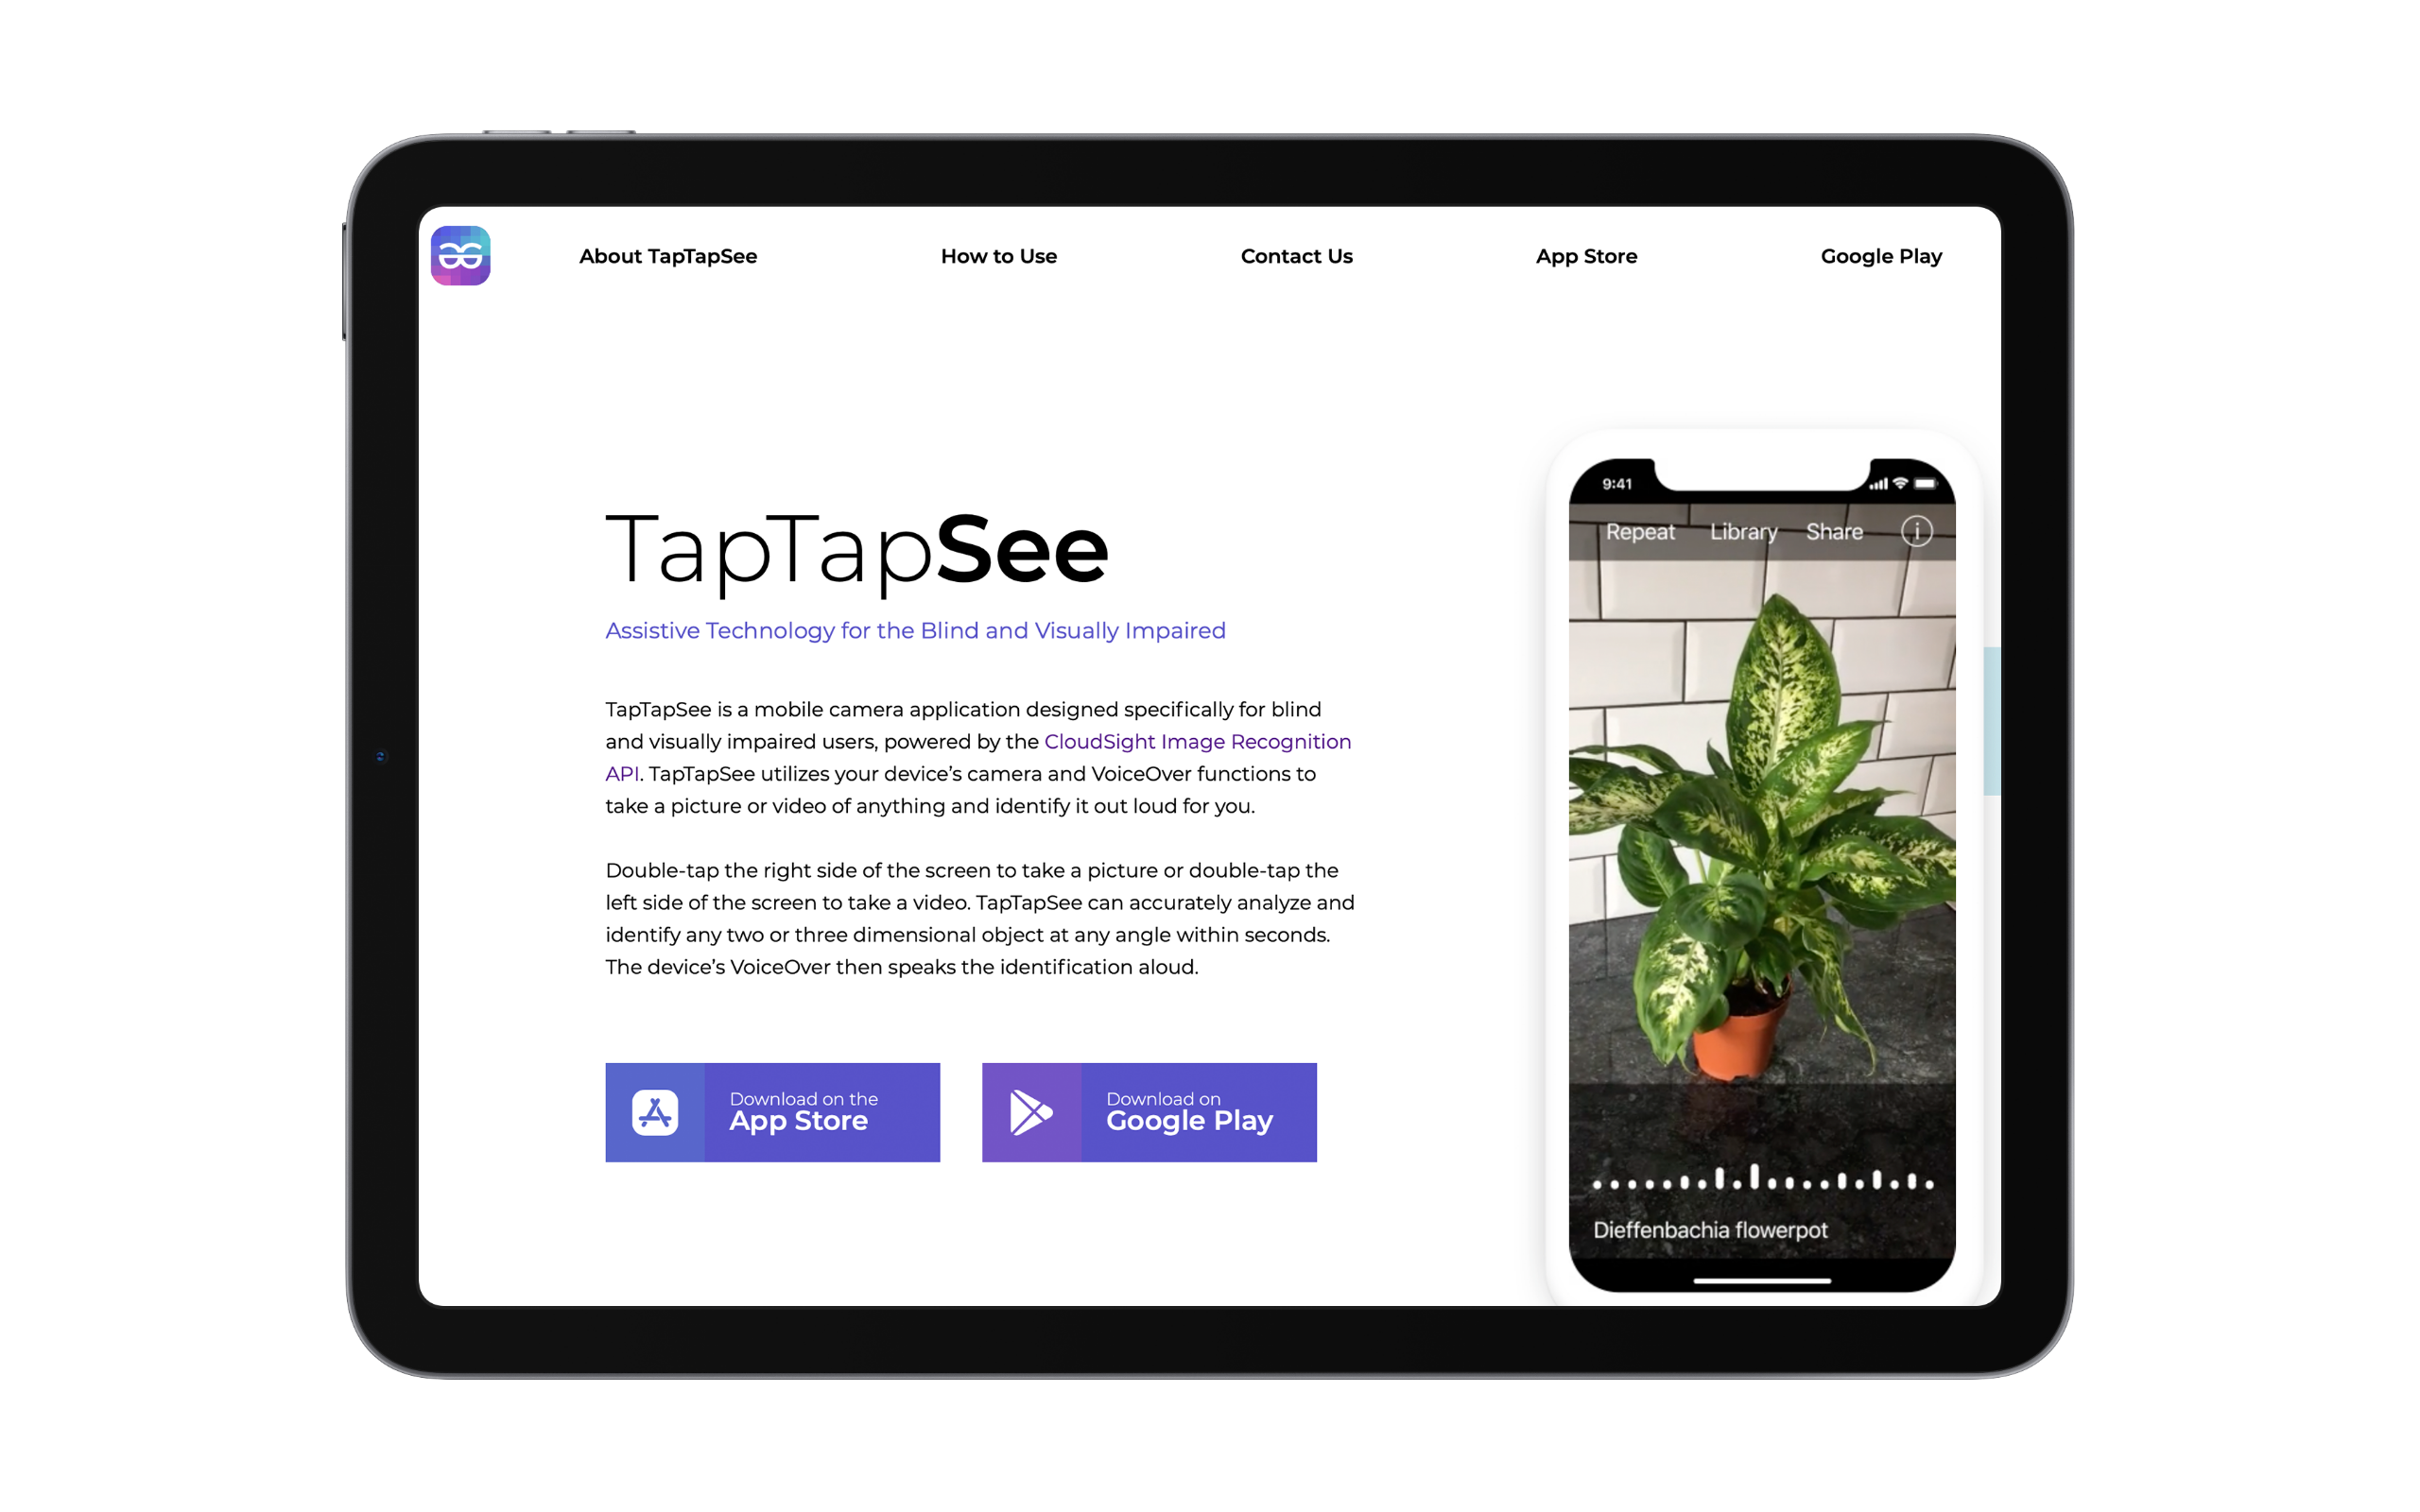 About TapTapSee
How to Use
Contact Us
App Store
Google Play
TapTapSee
Assistive Technology for the Blind and Visually Impaired
TapTapSee is a mobile camera application designed specifically for blind
and visually impaired users, powered by the CloudSight Image Recognition
API. TapTapSee utilizes your device’s camera and VoiceOver functions to
take a picture or video of anything and identify it out loud for you.
Double-tap the right side of the screen to take a picture or double-tap the
left side of the screen to take a video. TapTapSee can accurately analyze and
identify any two or three dimensional object at any angle within seconds.
The device’s VoiceOver then speaks the identification aloud.
Download on the
App Store
Download on
Google Play
9:41
Repeat
Library
Share
i
Dieffenbachia flowerpot